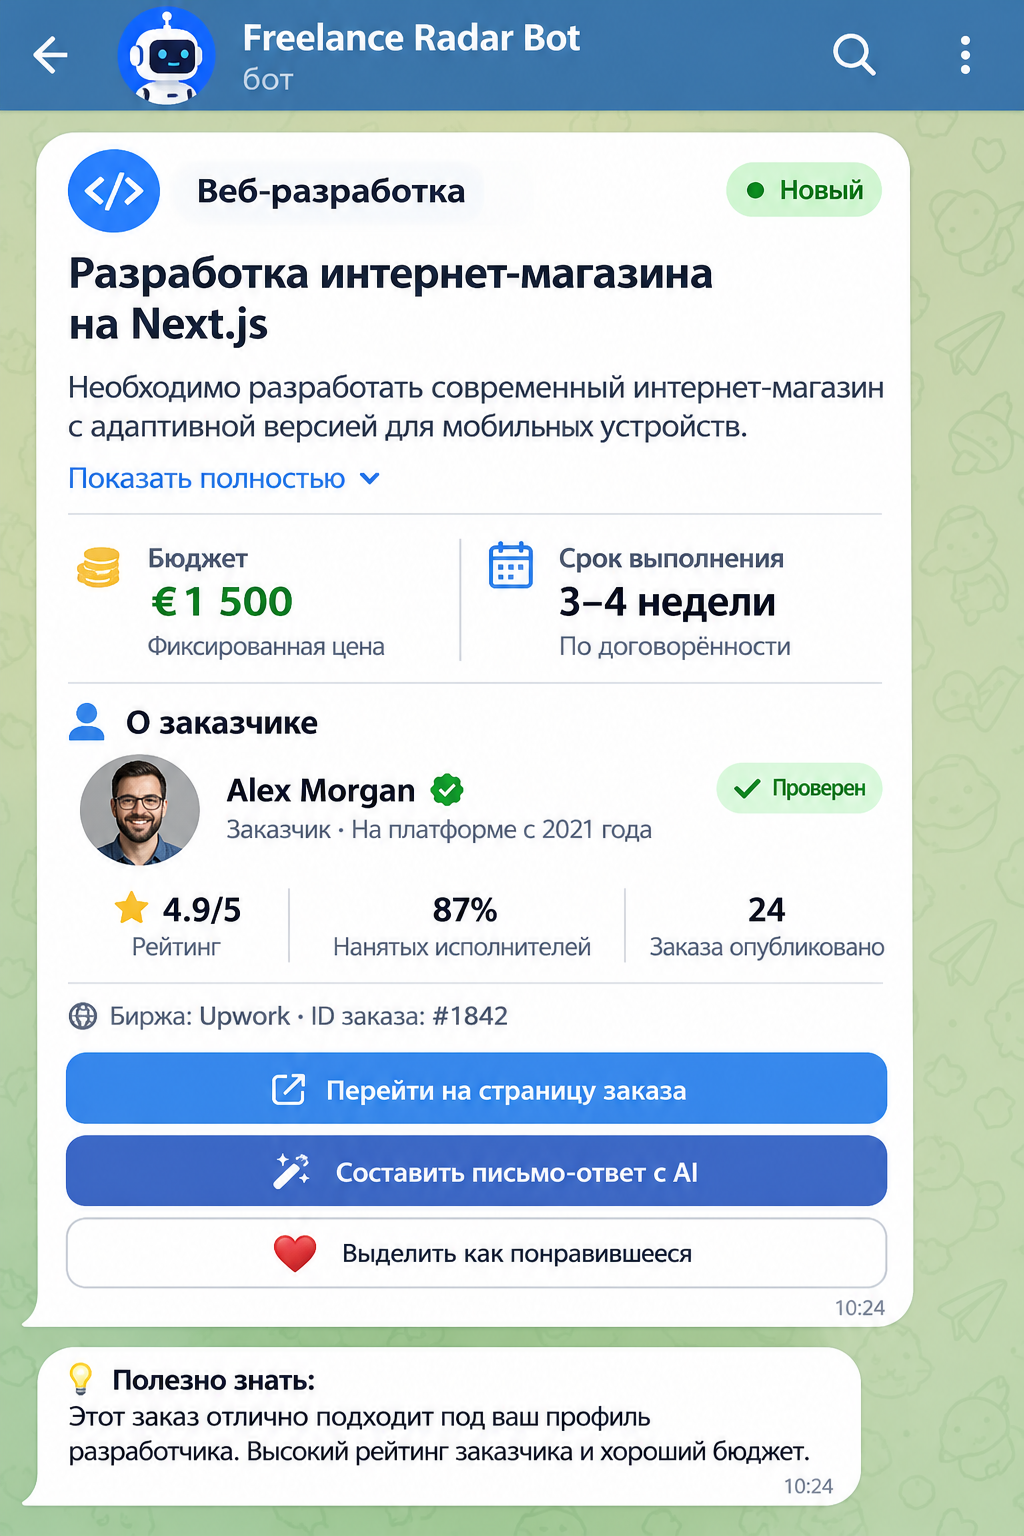 Freelance Radar Bot
бот
</>
Веб-разработка
Новый
Разработка интернет-магазина
на Next.js
Необходимо разработать современный интернет-магазин
с адаптивной версией для мобильных устройств.
Показать полностью
Бюджет
€1 500
Фиксированная цена
Срок выполнения
3–4 недели
По договорённости
О заказчике
Alex Morgan
Заказчик · На платформе с 2021 года
Проверен
4.9/5
Рейтинг
87%
Нанятых исполнителей
24
Заказа опубликовано
Биржа: Upwork · ID заказа: #1842
Перейти на страницу заказа
Составить письмо-ответ с AI
Выделить как понравившееся
10:24
Полезно знать:
Этот заказ отлично подходит под ваш профиль
разработчика. Высокий рейтинг заказчика и хороший бюджет.
10:24